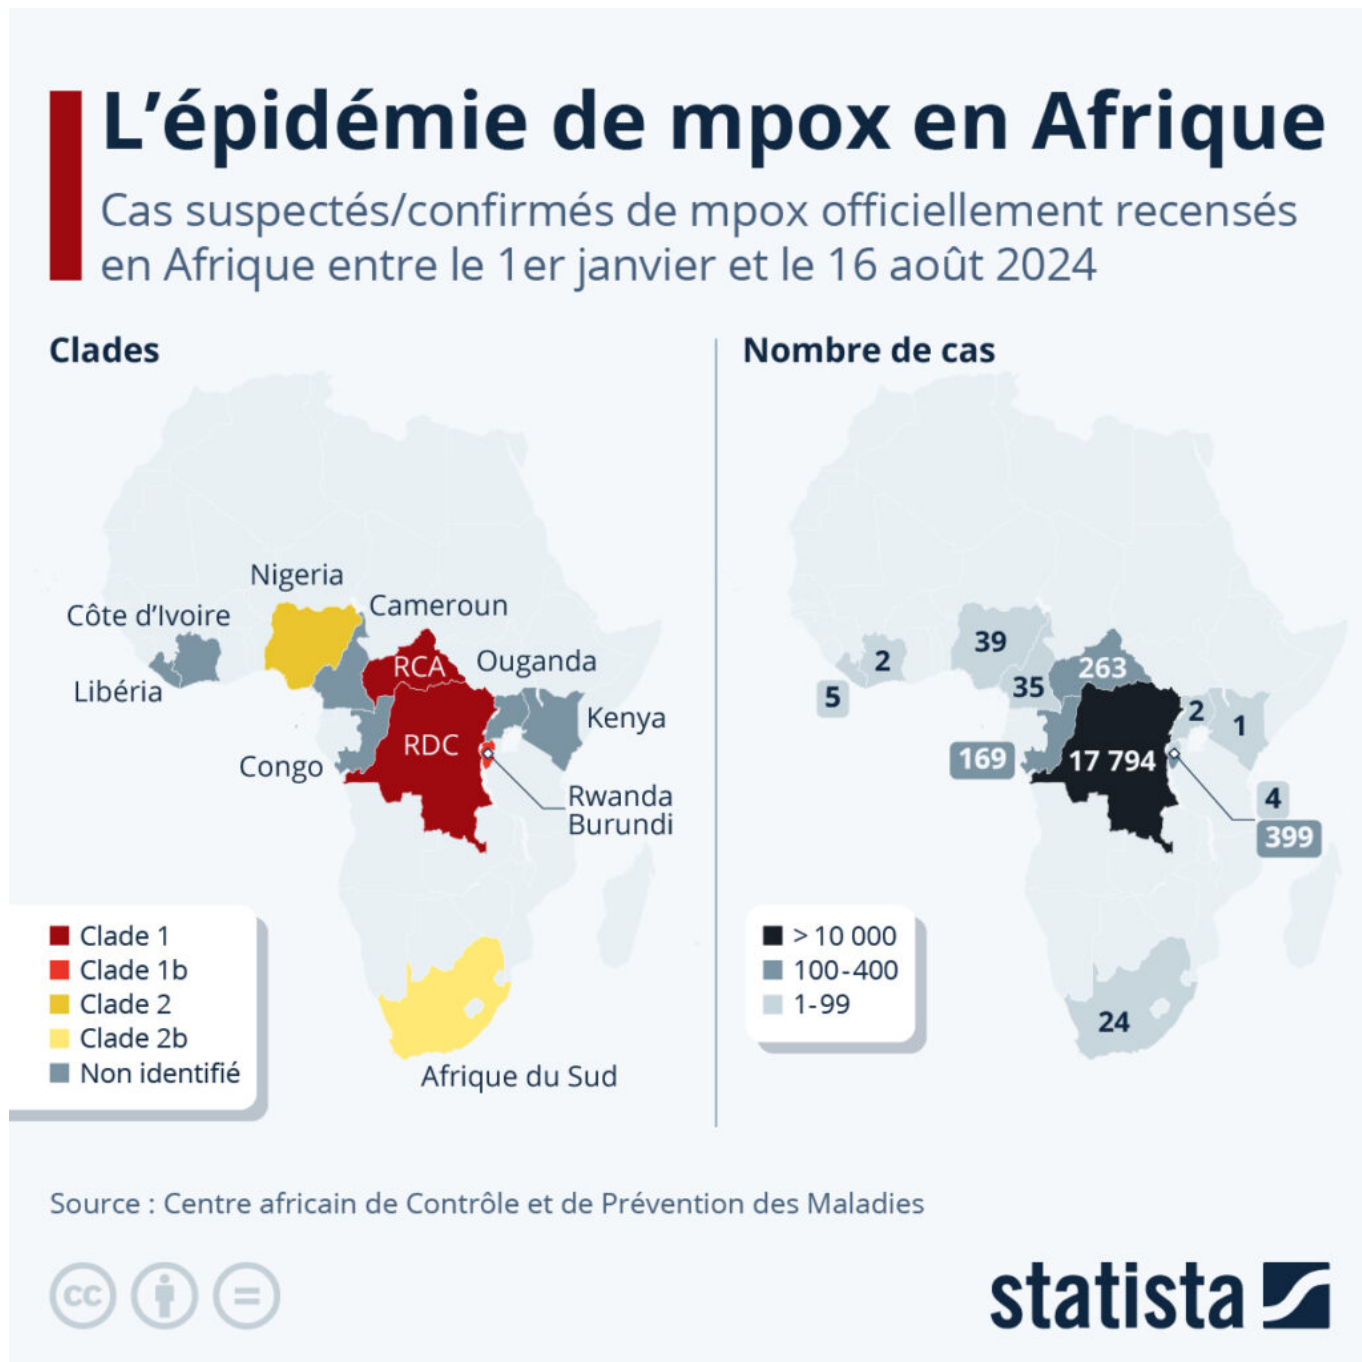 L'épidémie de mpox en Afrique
Cas suspectés/confirmés de mpox officiellement recensés
en Afrique entre le 1er janvier et le 16 août 2024
Clades
Nigeria
Cameroun
Côte d'Ivoire
RCA
Ouganda
Libéria
Kenya
RDC
Congo
Rwanda
Burundi
Afrique du Sud
Clade 1
Clade 1b
Clade 2
Clade 2b
Non identifié
Nombre de cas
39
2
263
35
5
2
1
169
17 794
4
399
24
> 10 000
100-400
1-99
Source : Centre africain de Contrôle et de Prévention des Maladies
cc
=
statista